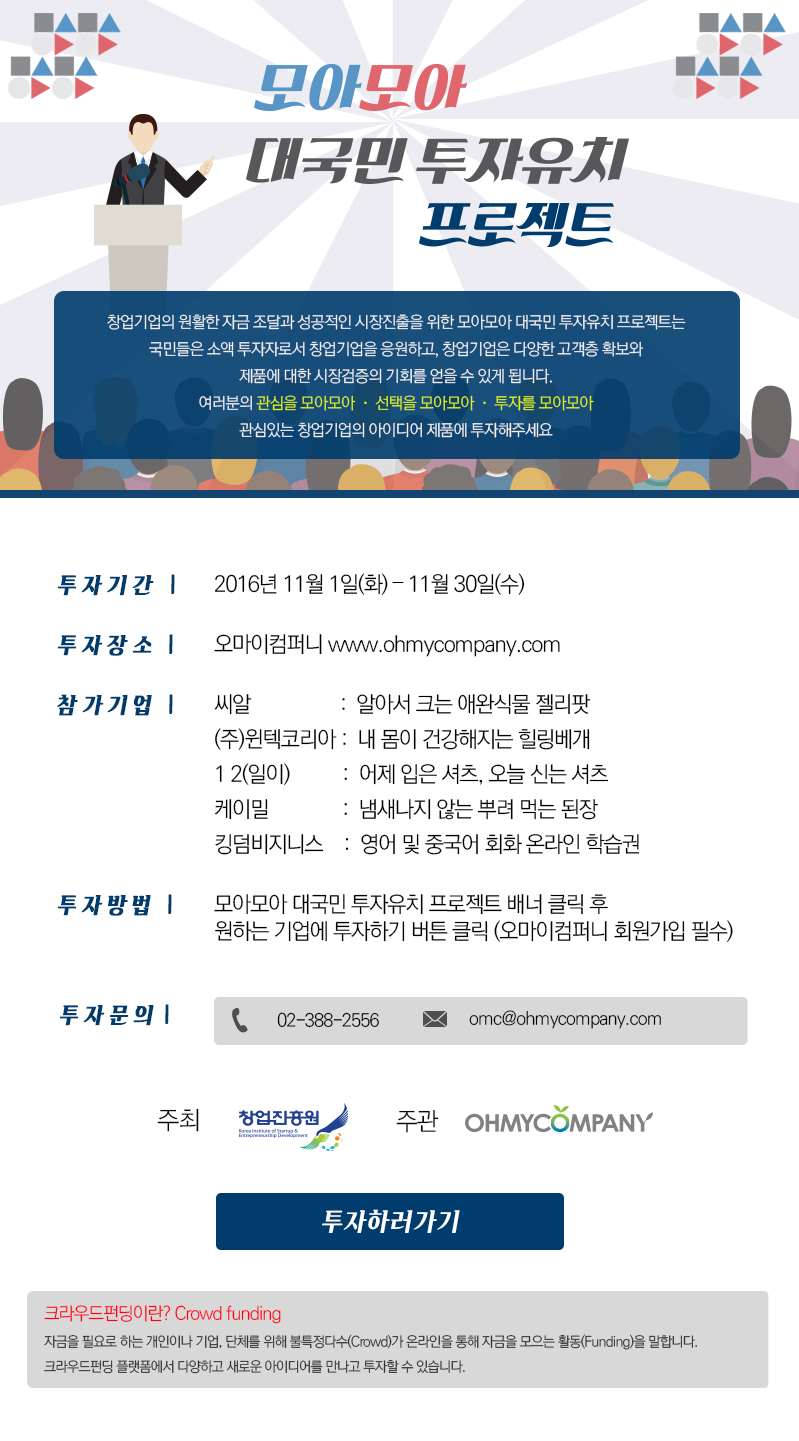 모아모아
대국민 투자유치
프로젝트
창업기업의 원활한 자금 조달과 성공적인 시장진출을 위한 모아모아 대국민 투자유치 프로젝트는
국민들은 소액 투자자로서 창업기업을 응원하고, 창업기업은 다양한 고객층 확보와
제품에 대한 시장검증의 기회를 얻을 수 있게 됩니다.
여러분의 관심을 모아모아 · 선택을 모아모아 · 투자를 모아모아
관심있는 창업기업의 아이디어 제품에 투자해주세요
투자기간 | 2016년 11월 1일(화) – 11월 30일(수)
투자장소 | 오마이컴퍼니 www.ohmycompany.com
참가기업 | 씨알 : 알아서 크는 애완식물 젤리팟
(주)윈텍코리아 : 내 몸이 건강해지는 힐링베개
1 2(일이) : 어제 입은 셔츠, 오늘 신는 셔츠
케이밀 : 냄새나지 않는 뿌려 먹는 된장
킹덤비지니스 : 영어 및 중국어 회화 온라인 학습권
투자방법 | 모아모아 대국민 투자유치 프로젝트 배너 클릭 후
원하는 기업에 투자하기 버튼 클릭 (오마이컴퍼니 회원가입 필수)
투자문의 | 02-388-2556 omc@ohmycompany.com
주최 창업진흥원 주관 OHMYCOMPANY
Korea Institute of Startup &
Entrepreneurship Development
투자하러가기
크라우드펀딩이란? Crowd funding
자금을 필요로 하는 개인이나 기업, 단체를 위해 불특정다수(Crowd)가 온라인을 통해 자금을 모으는 활동(Funding)을 말합니다.
크라우드펀딩 플랫폼에서 다양하고 새로운 아이디어를 만나고 투자할 수 있습니다.